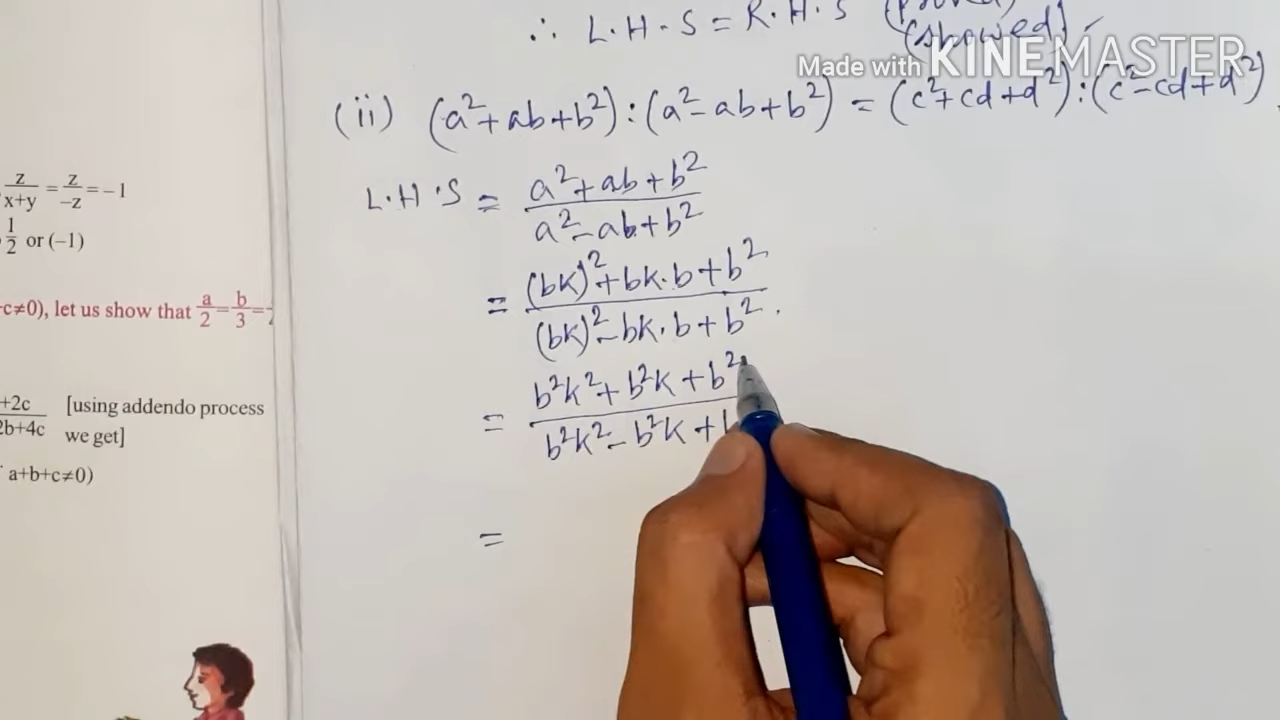 ∴ L.H.S = R.H.S (Proved)
(showed)
Made with KINEMASTER
(ii) (a²+ab+b²):(a²-ab+b²) = (c²+cd+d²):(c²-cd+d²).
L.H.S = a²+ab+b² / a²-ab+b²
= (bk)²+bk.b+b² / (bk)²-bk.b+b².
= b²k²+b²k+b² / b²k²-b²k+b
=
z/x+y = z/-z = -1
1/2 or (-1)
c≠0), let us show that a/2 = b/3 =
+2c/2b+4c [using addendo process
we get]
a+b+c≠0)